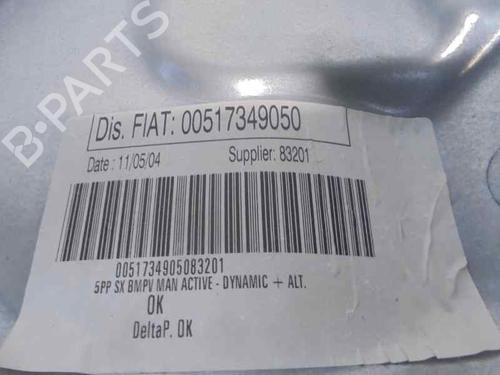 B-PARTS
Dis. FIAT: 00517349050
Date : 11/05/04 Supplier: 83201
0051734905083201
5PP SX BMPV MAN ACTIVE - DYNAMIC + ALT.
OK
DeltaP. OK